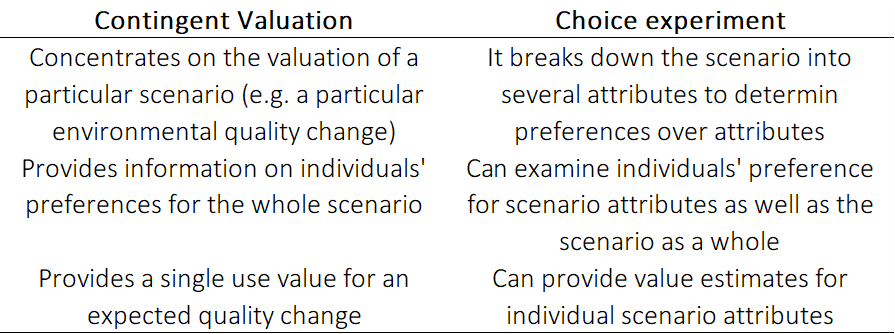 Contingent Valuation
Choice experiment
Concentrates on the valuation of a
particular scenario (e.g. a particular
environmental quality change)
It breaks down the scenario into
several attributes to determin
preferences over attributes
Provides information on individuals'
preferences for the whole scenario
Can examine individuals' preference
for scenario attributes as well as the
scenario as a whole
Provides a single use value for an
expected quality change
Can provide value estimates for
individual scenario attributes